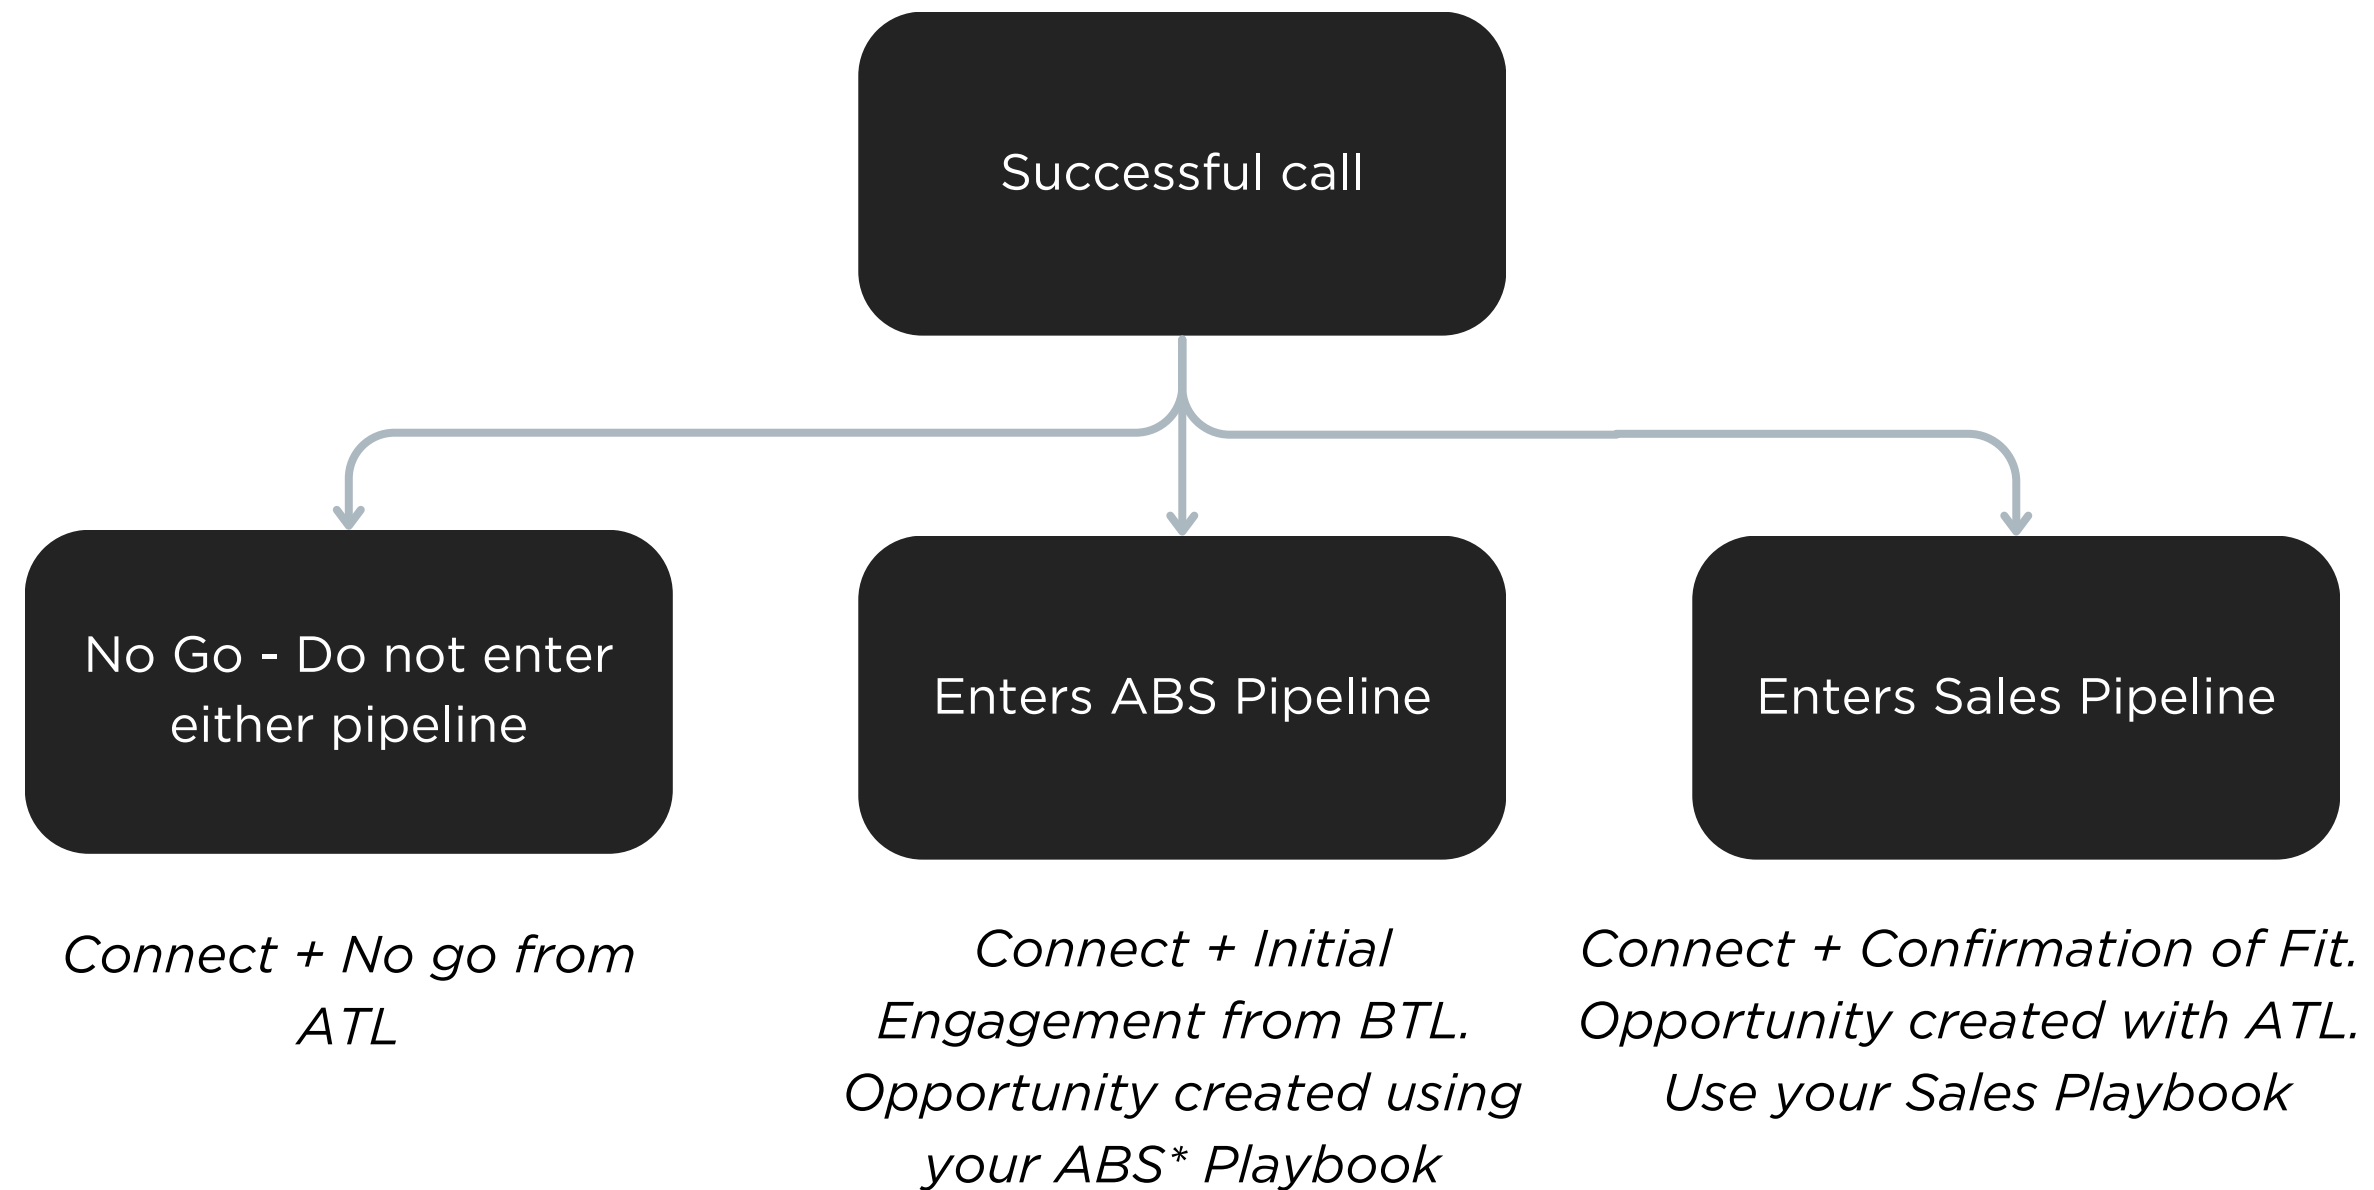 Successful call
No Go - Do not enter
either pipeline
Enters ABS Pipeline
Enters Sales Pipeline
Connect + No go from
ATL
Connect + Initial
Engagement from BTL.
Opportunity created using
your ABS* Playbook
Connect + Confirmation of Fit.
Opportunity created with ATL.
Use your Sales Playbook